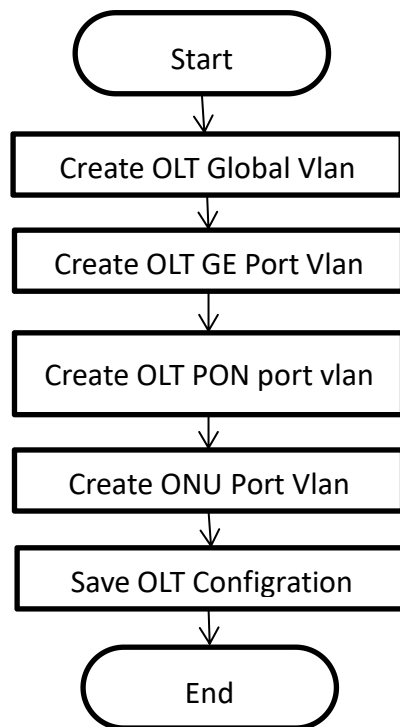 Start
Create OLT Global Vlan
Create OLT GE Port Vlan
Create OLT PON port vlan
Create ONU Port Vlan
Save OLT Configration
End